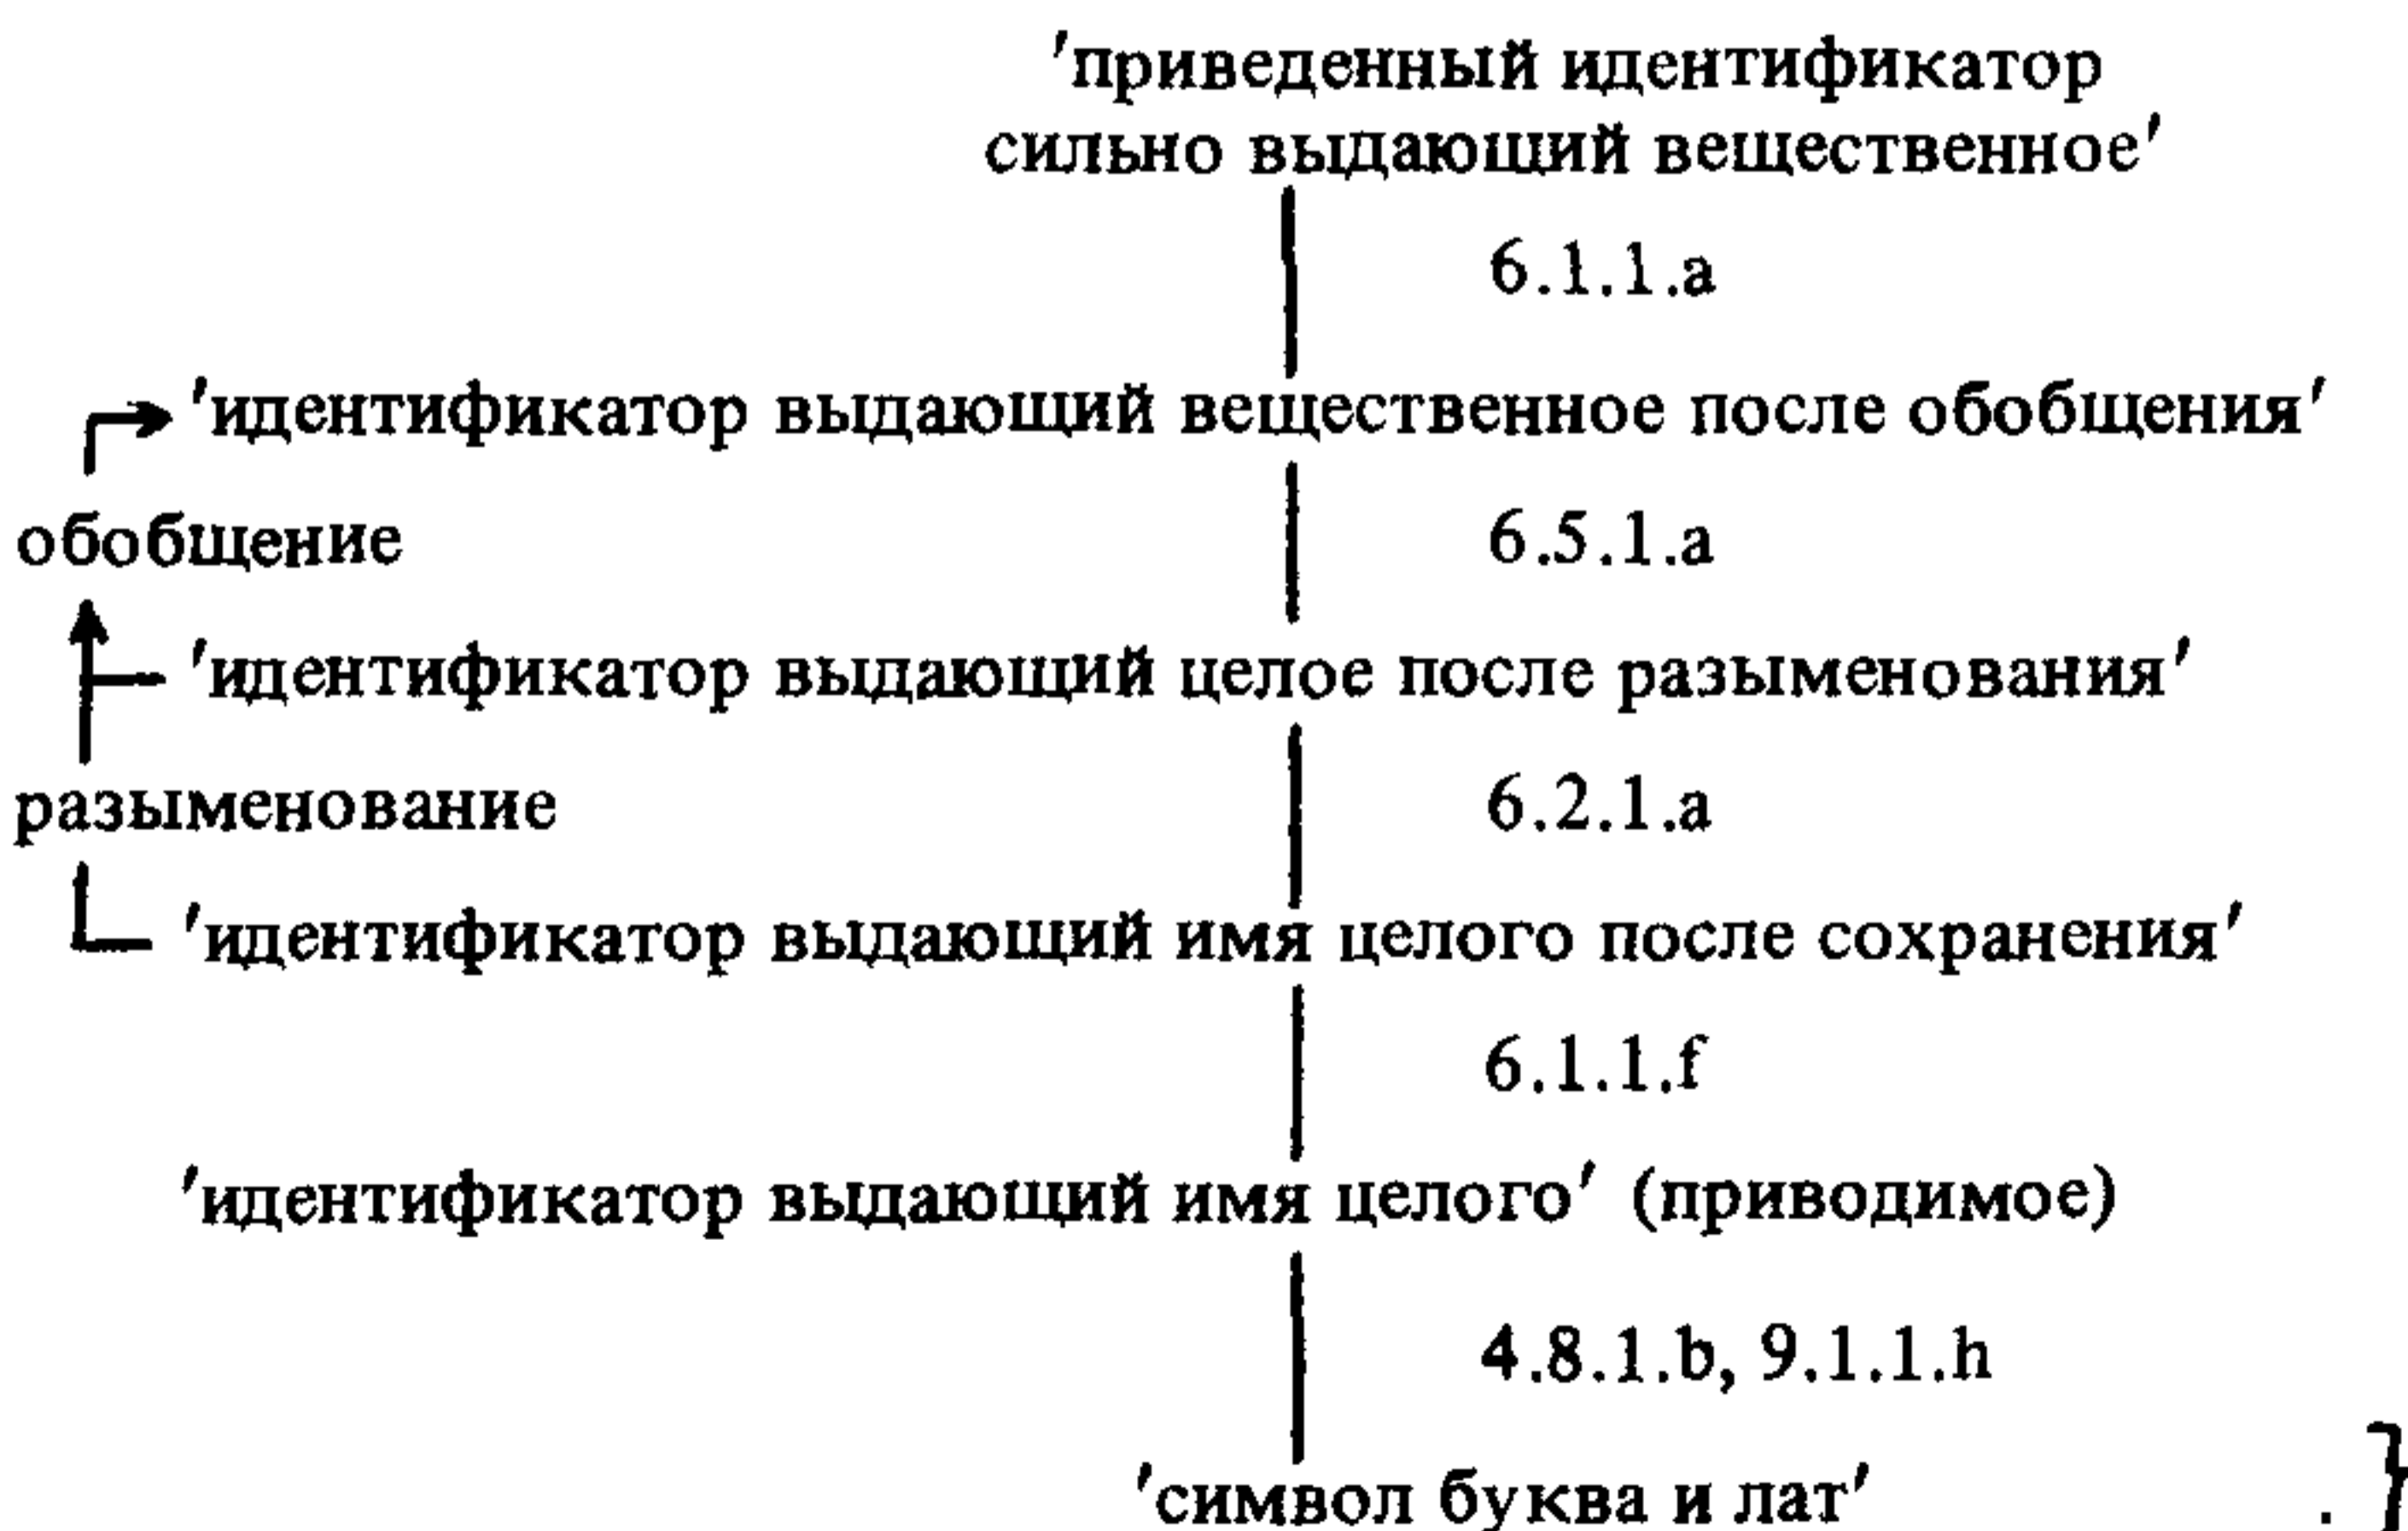 'приведенный идентификатор
сильно выдающий вещественное'
6.1.1.a
'идентификатор выдающий вещественное после обобщения'
обобщение
6.5.1.a
'идентификатор выдающий целое после разыменования'
разыменование
6.2.1.a
'идентификатор выдающий имя целого после сохранения'
6.1.1.f
'идентификатор выдающий имя целого' (приводимое)
4.8.1.b, 9.1.1.h
'символ буква и лат' . }